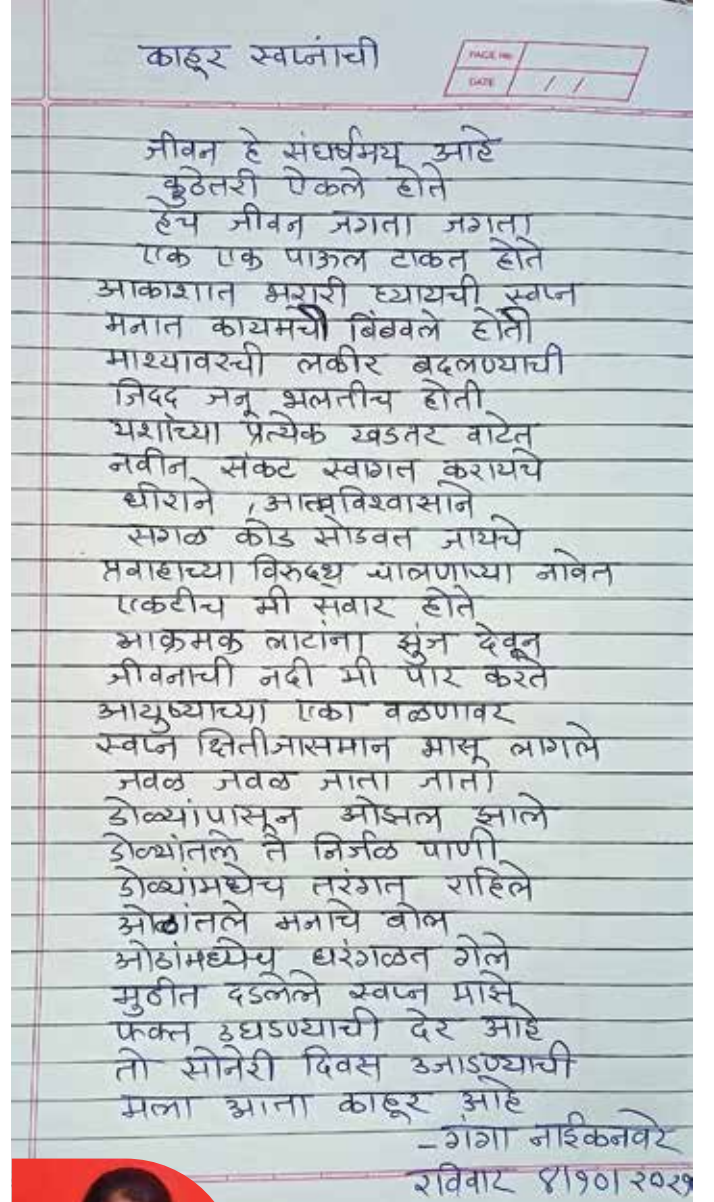 काहूर स्वप्नांची
PAGE No.
DATE / /
जीवन हे संघर्षमय आहे
कुठेतरी ऐकले होते
हेच जीवन जगता जगता
एक एक पाऊल टाकत होते
आकाशात भरारी घ्यायची स्वप्न
मनात कायमची बिंबवले होती
माथ्यावरची लकीर बदलण्याची
जिद्द जनू भलतीच होती
यशाच्या प्रत्येक खडतर वाटेत
नवीन संकट स्वागत करायचे
धीराने , आत्मविश्वासाने
सगळ कोड सोडवत जायचे
प्रवाहाच्या विरुद्ध चालणाऱ्या नावेत
एकटीच मी सवार होते
आक्रमक लाटांना झुंज देवून
जीवनाची नदी मी पार करते
आयुष्याच्या एका वळणावर
स्वप्न क्षितीजासमान भासू लागले
जवळ जवळ जाता जाता
डोळ्यांपासून ओझल झाले
डोळ्यांतले ते निर्जळ पाणी
डोळ्यांमधेच तरंगत राहिले
ओठांतले मनाचे बोल
ओठांमध्येच घरंगळत गेले
मुठीत दडलेले स्वप्न माझे
फक्त उघडण्याची देर आहे
तो सोनेरी दिवस उजाडण्याची
मला आता काहूर आहे
- गंगा नाईकनवरे
रविवार ४।१०।२०२१